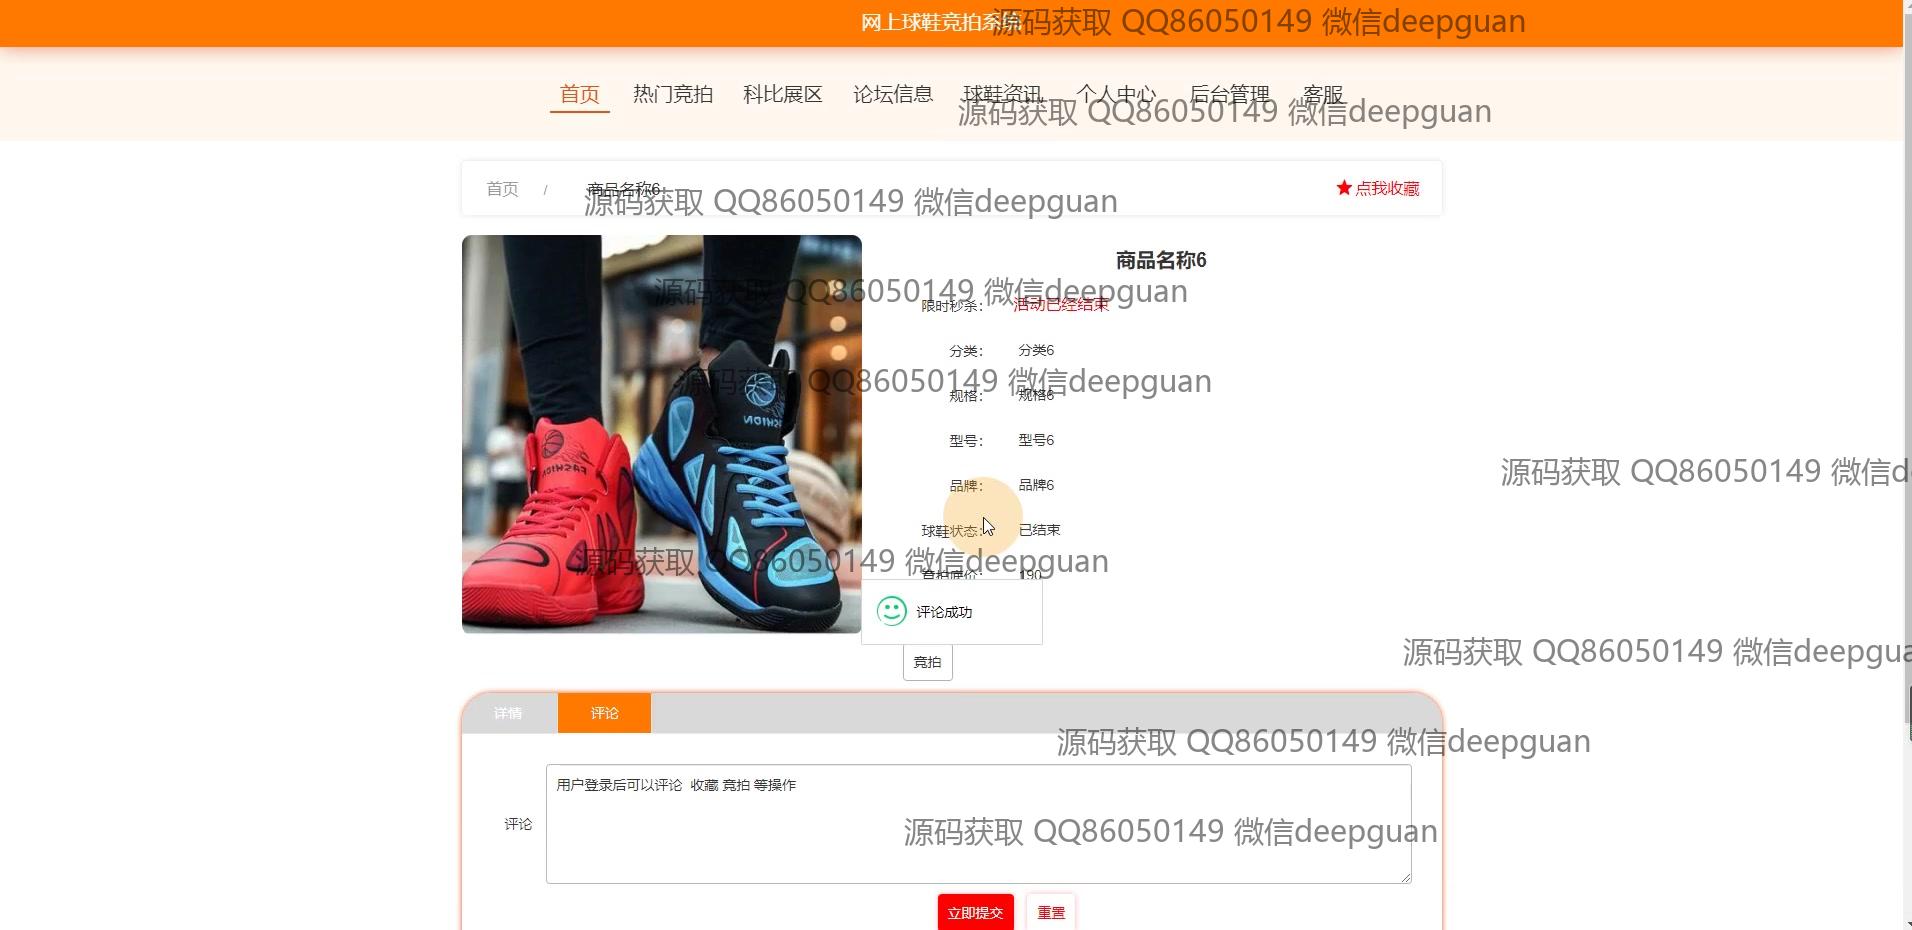 网上球鞋竞拍系统
源码获取 QQ86050149 微信deepguan
首页 热门竞拍 科比展区 论坛信息 球鞋资讯 个人中心 后台管理 客服
源码获取 QQ86050149 微信deepguan
首页 / 商品名称6 ★点我收藏
源码获取 QQ86050149 微信deepguan
商品名称6
源码获取 QQ86050149 微信deepguan
限时秒杀: 活动已经结束
分类: 分类6
源码获取 QQ86050149 微信deepguan
规格: 规格6
型号: 型号6
源码获取 QQ86050149 微信d
品牌: 品牌6
球鞋状态: 已结束
源码获取 QQ86050149 微信deepguan
竞拍底价: 190
评论成功
源码获取 QQ86050149 微信deepgua
竞拍
FASHION
FASHION
详情 评论
源码获取 QQ86050149 微信deepguan
用户登录后可以评论 收藏 竞拍 等操作
评论
源码获取 QQ86050149 微信deepguan
立即提交 重置